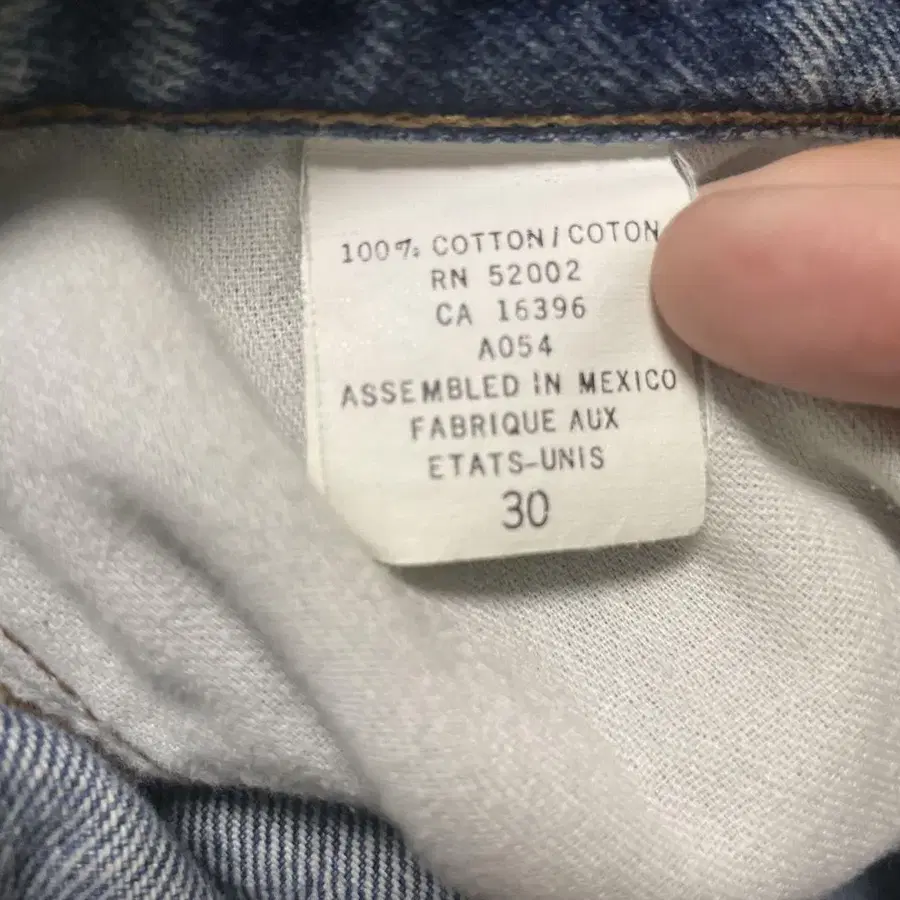 100% COTTON/COTON
RN 52002
CA 16396
A054
ASSEMBLED IN MEXICO
FABRIQUE AUX
ETATS-UNIS
30